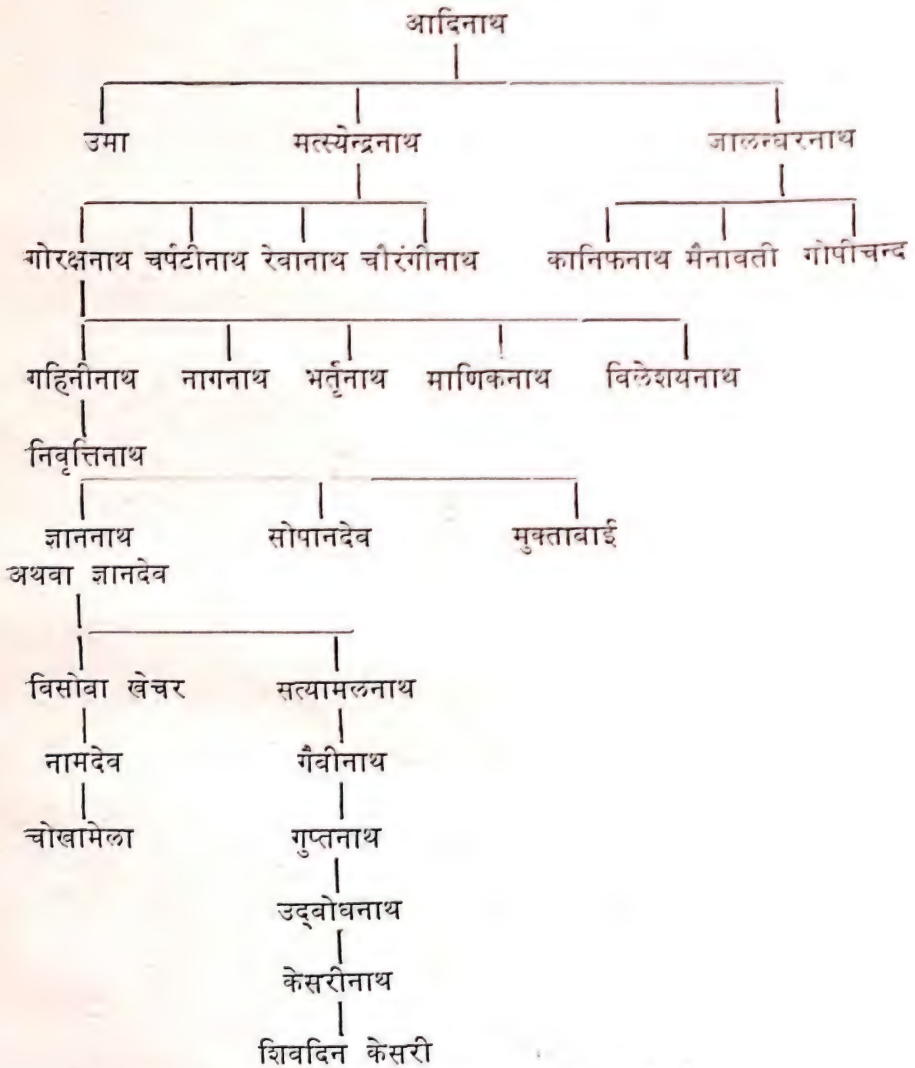 आदिनाथ
उमा मत्स्येन्द्रनाथ जालन्धरनाथ
गोरक्षनाथ चर्पटीनाथ रेवानाथ चौरंगीनाथ कानिफनाथ मैनावती गोपीचन्द
गहिनीनाथ नागनाथ भर्तृनाथ माणिकनाथ विलेशयनाथ
निवृत्तिनाथ
ज्ञाननाथ सोपानदेव मुक्ताबाई
अथवा ज्ञानदेव
विसोबा खेचर सत्यामलनाथ
नामदेव गैवीनाथ
चोखामेला गुप्तनाथ
उद्‌बोधनाथ
केसरीनाथ
शिवदिन केसरी